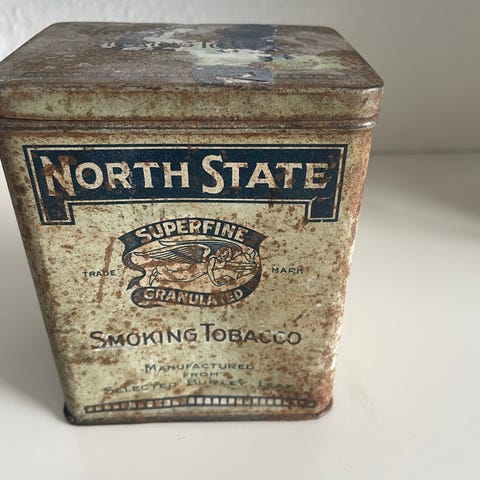 NORTH STATE
SUPERFINE
TRADE MARK
GRANULATED
SMOKING TOBACCO
MANUFACTURED
FROM
SELECTED BURLEY LEAF